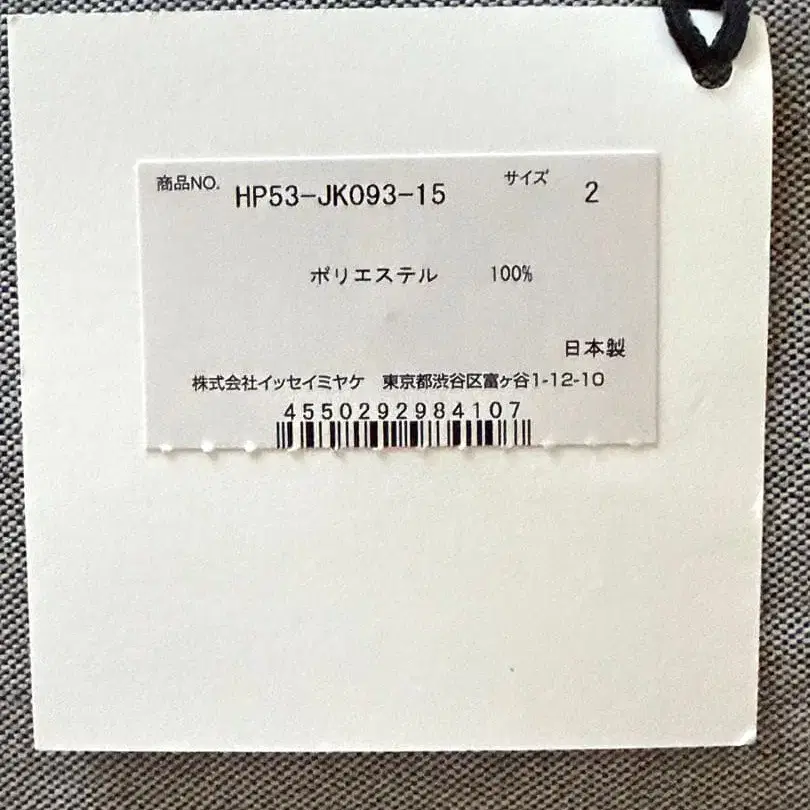 商品NO. HP53-JK093-15 サイズ 2
ポリエステル 100%
日本製
株式会社イッセイミヤケ 東京都渋谷区富ヶ谷1-12-10
4550292984107